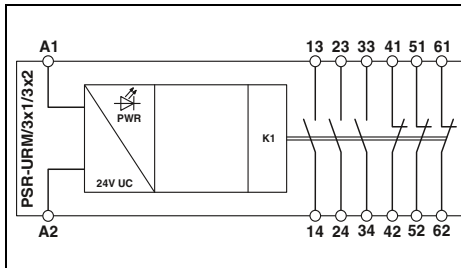 A1 13 23 33 41 51 61
PSR-URM/3x1/3x2
PWR
K1
24V UC
A2 14 24 34 42 52 62